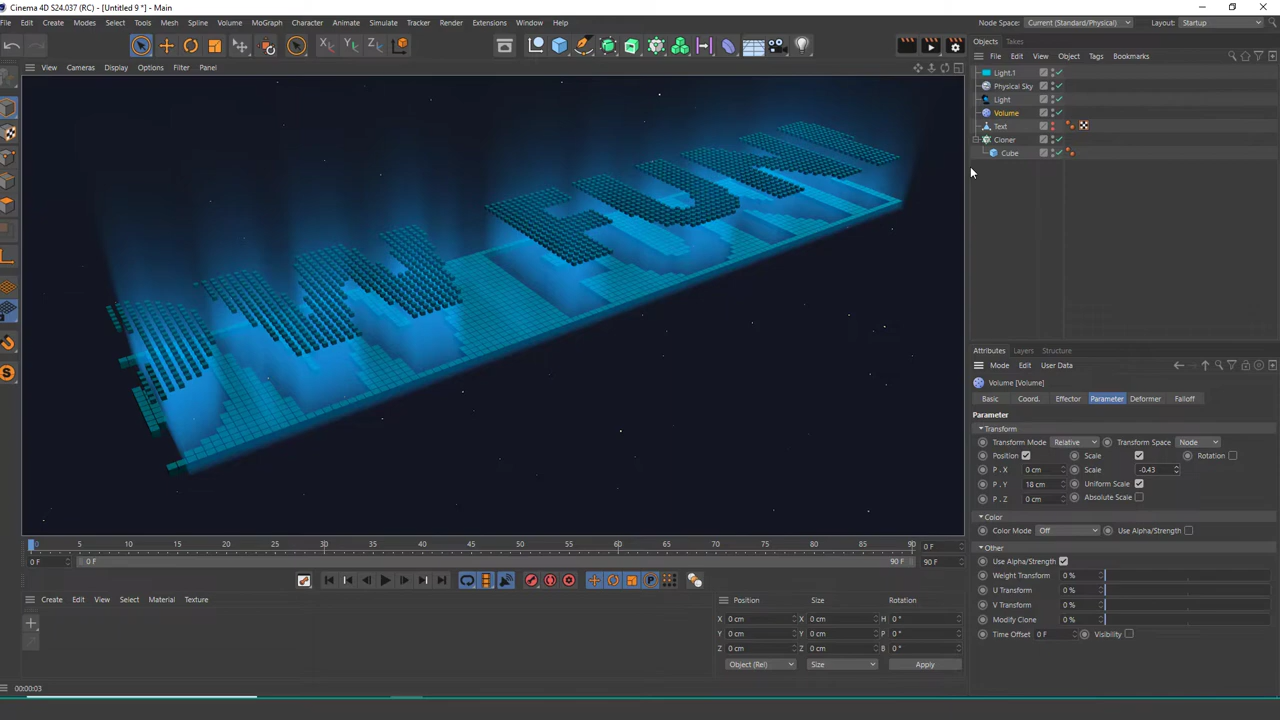 Cinema 4D S24.037 (RC) - [Untitled 9 *] - Main
File Edit Create Modes Select Tools Mesh Spline Volume MoGraph Character Animate Simulate Tracker Render Extensions Window Help
Node Space: Current (Standard/Physical) Layout: Startup
X Y Z
Objects Takes
View Cameras Display Options Filter Panel
File Edit View Object Tags Bookmarks
Light.1
Physical Sky
Light
Volume
Text
Cloner
Cube
Attributes Layers Structure
Mode Edit User Data
Volume [Volume]
Basic Coord. Effector Parameter Deformer Falloff
Parameter
Transform
Transform Mode Relative Transform Space Node
Position Scale Rotation
P . X 0 cm Scale -0.43
P . Y 18 cm Uniform Scale
P . Z 0 cm Absolute Scale
Color
Color Mode Off Use Alpha/Strength
Other
Use Alpha/Strength
Weight Transform 0 %
U Transform 0 %
V Transform 0 %
Modify Clone 0 %
Time Offset 0 F Visibility
0 5 10 15 20 25 30 35 40 45 50 55 60 65 70 75 80 85 90 0 F
0 F 0 F 90 F 90 F
Create Edit View Select Material Texture
Position Size Rotation
X 0 cm X 0 cm H 0 °
Y 0 cm Y 0 cm P 0 °
Z 0 cm Z 0 cm B 0 °
Object (Rel) Size Apply
00:00:03